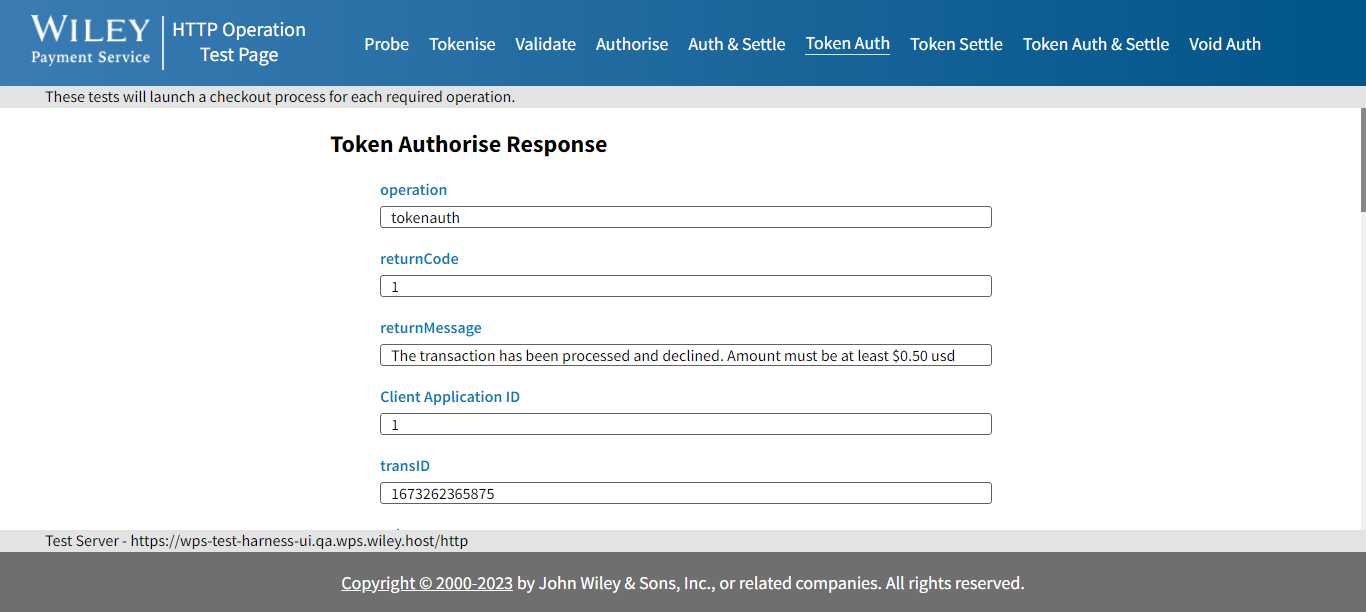 WILEY
Payment Service
HTTP Operation
Test Page
Probe Tokenise Validate Authorise Auth & Settle Token Auth Token Settle Token Auth & Settle Void Auth
These tests will launch a checkout process for each required operation.
Token Authorise Response
operation
tokenauth
returnCode
1
returnMessage
The transaction has been processed and declined. Amount must be at least $0.50 usd
Client Application ID
1
transID
1673262365875
Test Server - https://wps-test-harness-ui.qa.wps.wiley.host/http
Copyright © 2000-2023 by John Wiley & Sons, Inc., or related companies. All rights reserved.